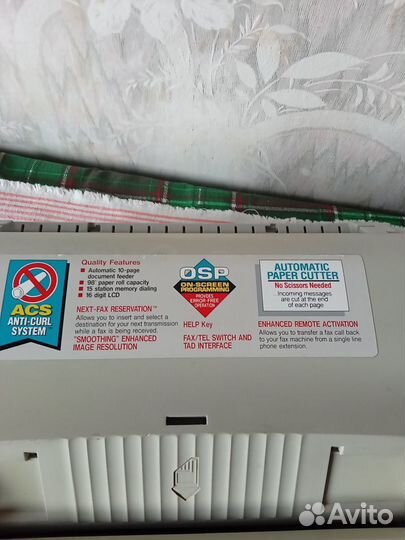 ACS
ANTI-CURL
SYSTEM
Quality Features
• Automatic 10-page
document feeder
• 98' paper roll capacity
• 15 station memory dialing
• 16 digit LCD
NEXT-FAX RESERVATION™
Allows you to insert and select a
destination for your next transmission
while a fax is being received.
"SMOOTHING" ENHANCED
IMAGE RESOLUTION
OSP
ON-SCREEN
PROGRAMMING
PROVIDES
ERROR-FREE
OPERATION
HELP Key
FAX/TEL SWITCH AND
TAD INTERFACE
AUTOMATIC
PAPER CUTTER
No Scissors Needed
...Incoming messages
are cut at the end
of each page
ENHANCED REMOTE ACTIVATION
Allows you to transfer a fax call back
to your fax machine from a single line
phone extension.
Avito